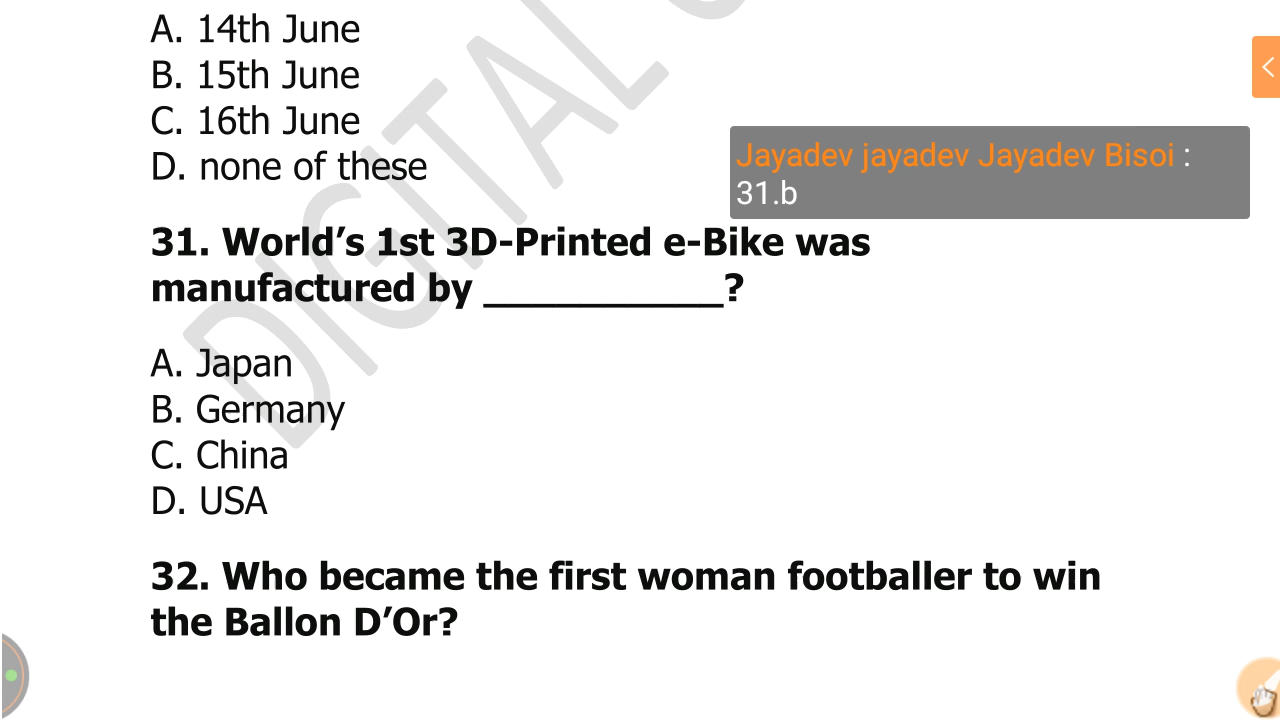 A. 14th June
B. 15th June
C. 16th June
D. none of these
Jayadev jayadev Jayadev Bisoi :
31.b
31. World’s 1st 3D-Printed e-Bike was
manufactured by ____________?
A. Japan
B. Germany
C. China
D. USA
32. Who became the first woman footballer to win
the Ballon D’Or?
DIGITAL